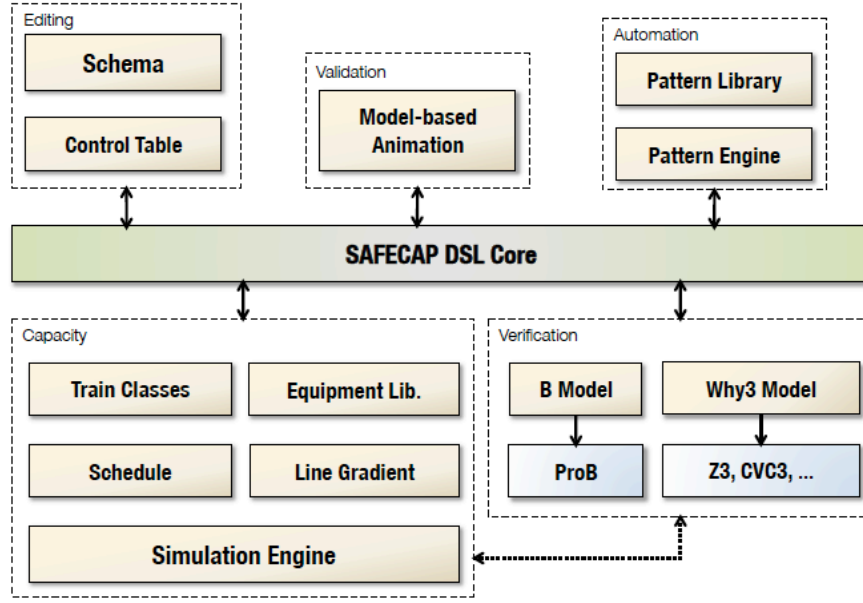 Editing
Schema
Control Table
Validation
Model-based
Animation
Automation
Pattern Library
Pattern Engine
SAFECAP DSL Core
Capacity
Train Classes
Equipment Lib.
Schedule
Line Gradient
Simulation Engine
Verification
B Model
Why3 Model
ProB
Z3, CVC3, ...